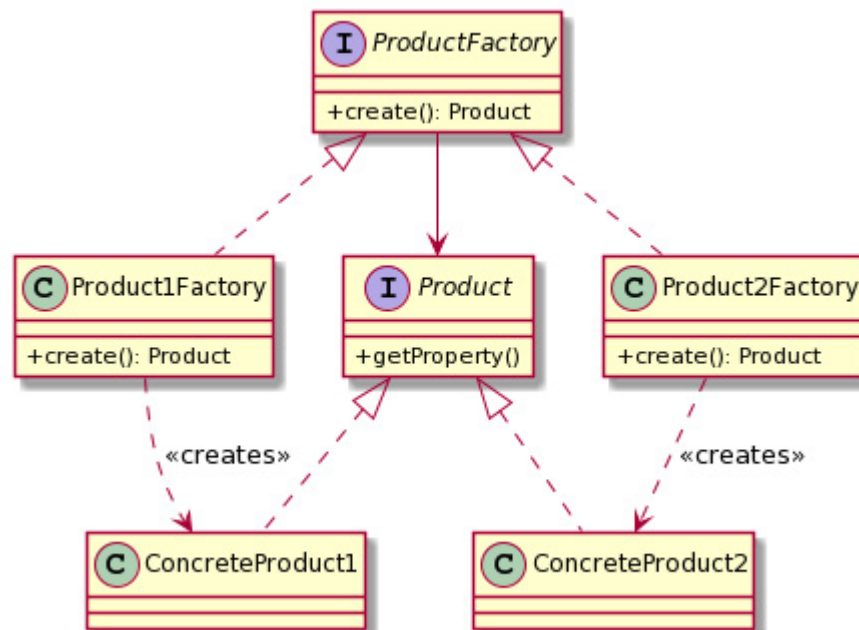 I ProductFactory
+create(): Product
C Product1Factory
+create(): Product
I Product
+getProperty()
C Product2Factory
+create(): Product
«creates»
«creates»
C ConcreteProduct1
C ConcreteProduct2